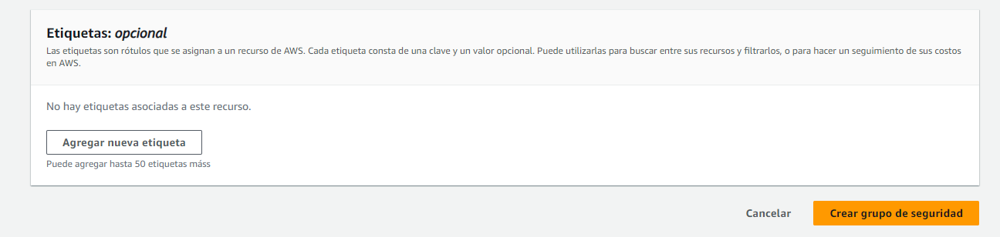 Etiquetas: opcional
Las etiquetas son rótulos que se asignan a un recurso de AWS. Cada etiqueta consta de una clave y un valor opcional. Puede utilizarlas para buscar entre sus recursos y filtrarlos, o para hacer un seguimiento de sus costos
en AWS.
No hay etiquetas asociadas a este recurso.
Agregar nueva etiqueta
Puede agregar hasta 50 etiquetas máss
Cancelar
Crear grupo de seguridad